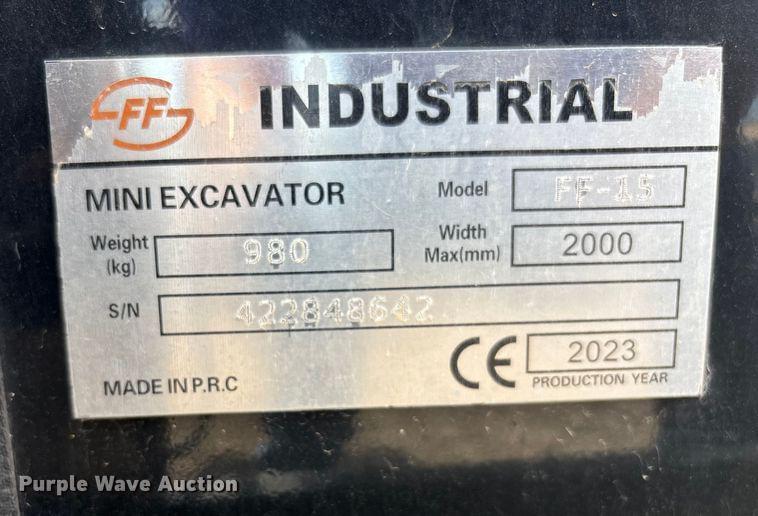 FF INDUSTRIAL
MINI EXCAVATOR Model FF-15
Weight (kg) 980 Width Max(mm) 2000
S/N 422848642
CE 2023
MADE IN P.R.C PRODUCTION YEAR
Purple Wave Auction